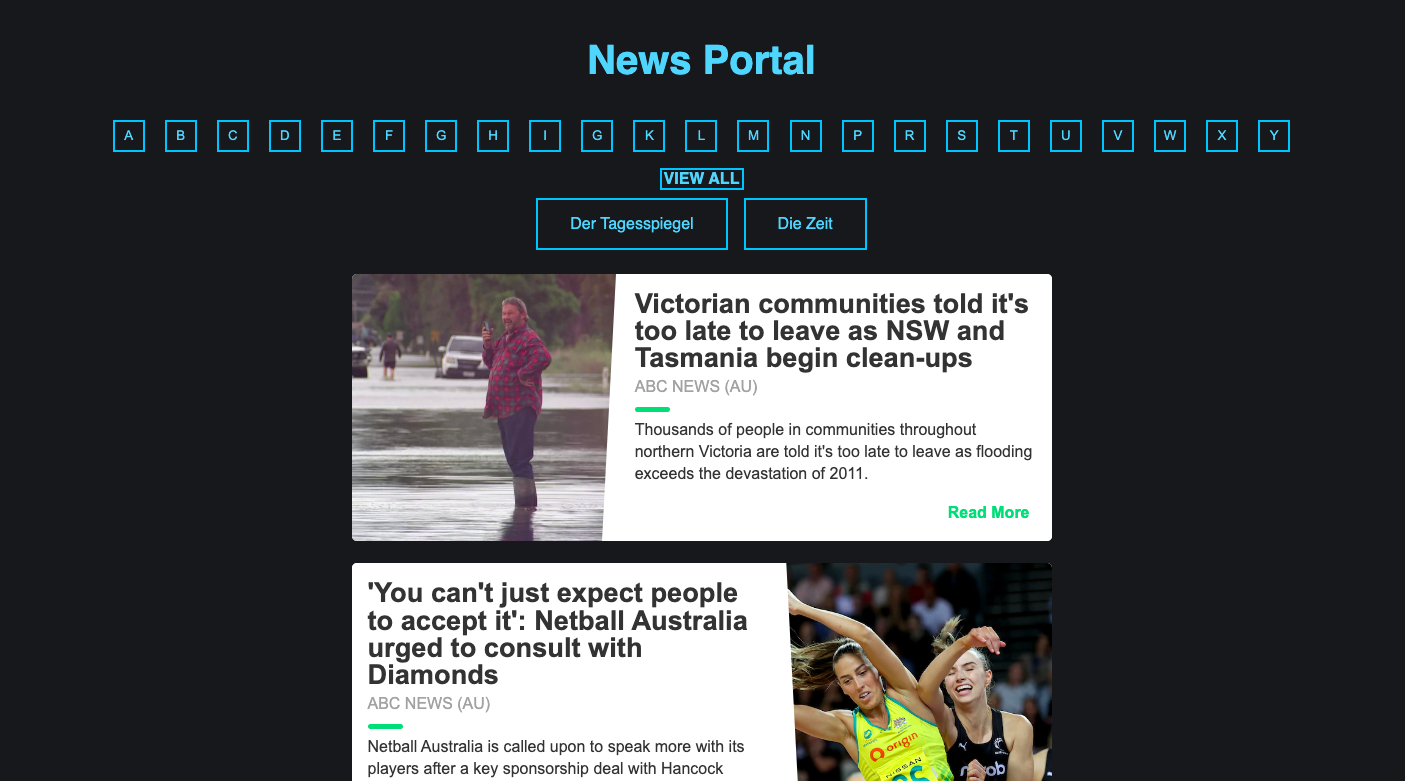 News Portal
A B C D E F G H I G K L M N P R S T U V W X Y
VIEW ALL
Der Tagesspiegel Die Zeit
Victorian communities told it's
too late to leave as NSW and
Tasmania begin clean-ups
ABC NEWS (AU)
Thousands of people in communities throughout
northern Victoria are told it's too late to leave as flooding
exceeds the devastation of 2011.
Read More
'You can't just expect people
to accept it': Netball Australia
urged to consult with
Diamonds
ABC NEWS (AU)
Netball Australia is called upon to speak more with its
players after a key sponsorship deal with Hancock
origin
NISSAN